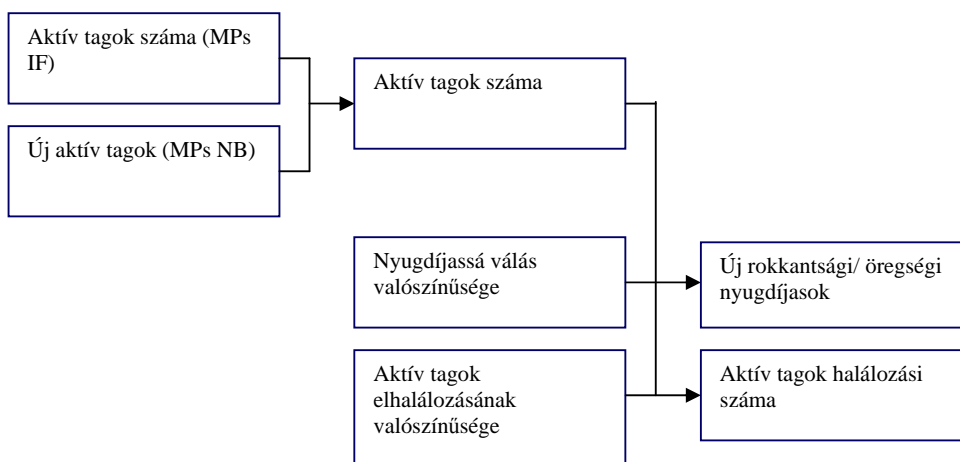 Aktív tagok száma (MPs
IF)
Új aktív tagok (MPs NB)
Aktív tagok száma
Nyugdíjassá válás
valószínűsége
Új rokkantsági/ öregségi
nyugdíjasok
Aktív tagok
elhalálozásának
valószínűsége
Aktív tagok halálozási
száma